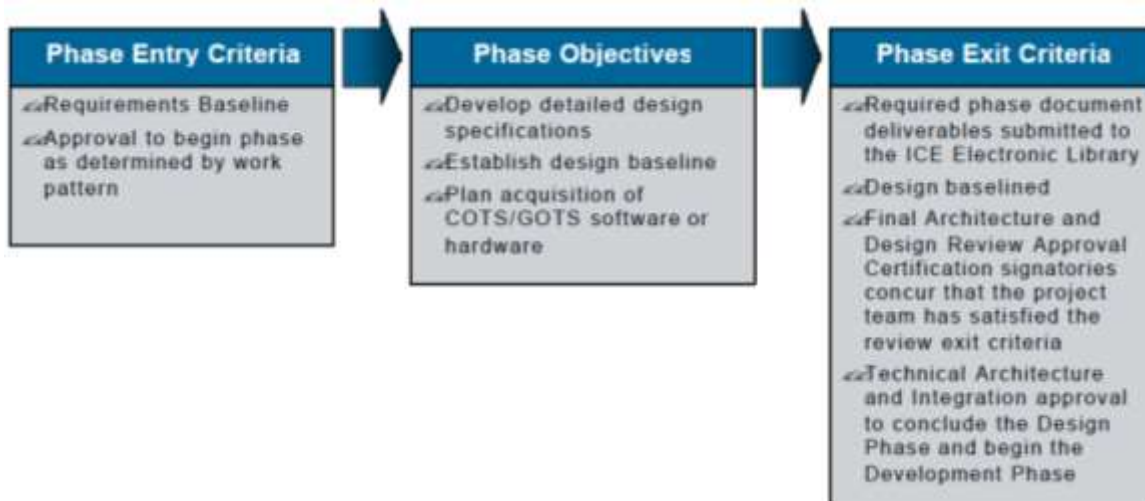 Phase Entry Criteria
Requirements Baseline
Approval to begin phase
as determined by work
pattern
Phase Objectives
Develop detailed design
specifications
Establish design baseline
Plan acquisition of
COTS/GOTS software or
hardware
Phase Exit Criteria
Required phase document
deliverables submitted to
the ICE Electronic Library
Design baselined
Final Architecture and
Design Review Approval
Certification signatories
concur that the project
team has satisfied the
review exit criteria
Technical Architecture
and Integration approval
to conclude the Design
Phase and begin the
Development Phase